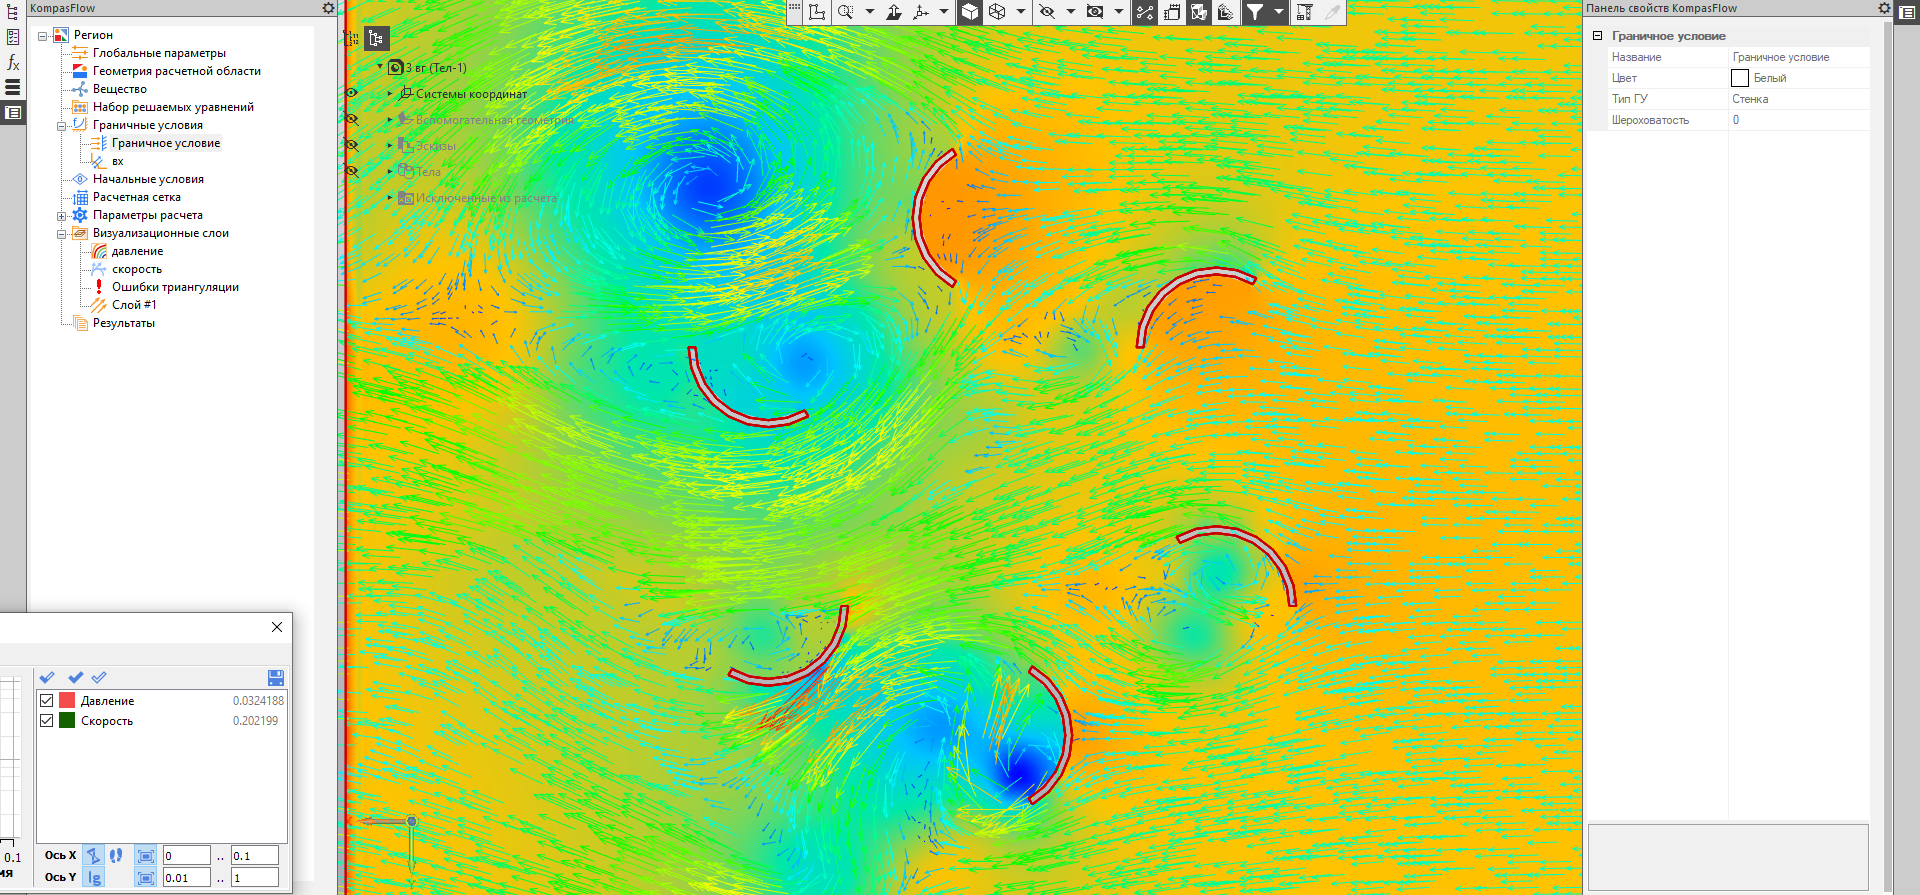 KompasFlow
Регион
Глобальные параметры
Геометрия расчетной области
Вещество
Набор решаемых уравнений
Граничные условия
Граничное условие
вх
Начальные условия
Расчетная сетка
Параметры расчета
Визуализационные слои
давление
скорость
Ошибки триангуляции
Слой #1
Результаты
3 вг (Тел-1)
Системы координат
Вспомогательная геометрия
Эскизы
Тела
Исключенные из расчета
Панель свойств KompasFlow
Граничное условие
Название Граничное условие
Цвет Белый
Тип ГУ Стенка
Шероховатость 0
Давление 0.0324188
Скорость 0.202199
0.1
мя
Ось X 0 .. 0.1
Ось Y lg 0.01 .. 1